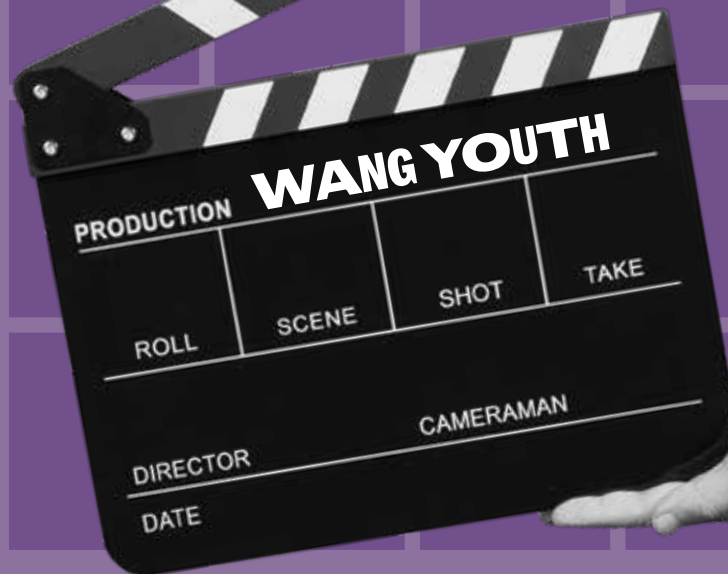 PRODUCTION WANG YOUTH
ROLL SCENE SHOT TAKE
DIRECTOR CAMERAMAN
DATE